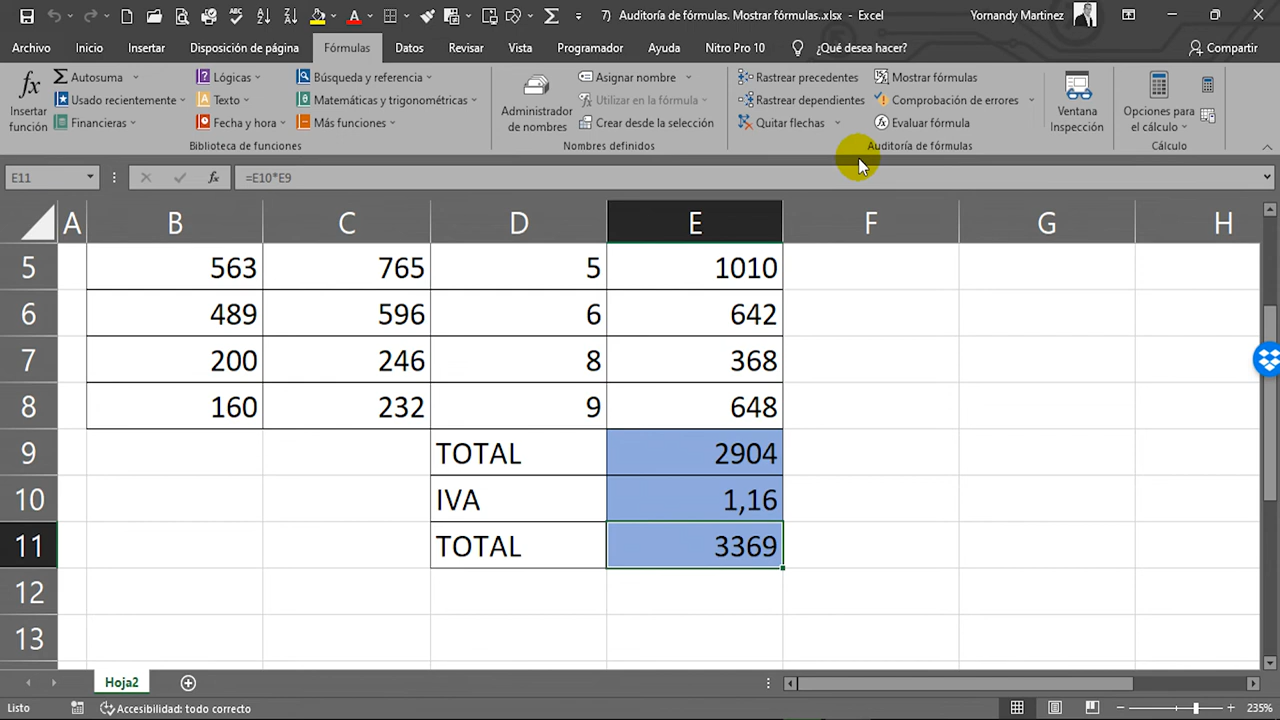 7) Auditoría de fórmulas. Mostrar fórmulas..xlsx - Excel
Yornandy Martinez
Archivo Inicio Insertar Disposición de página Fórmulas Datos Revisar Vista Programador Ayuda Nitro Pro 10 ¿Qué desea hacer? Compartir
fx Insertar función
Autosuma
Usado recientemente
Financieras
Lógicas
Texto
Fecha y hora
Búsqueda y referencia
Matemáticas y trigonométricas
Más funciones
Biblioteca de funciones
Administrador de nombres
Asignar nombre
Utilizar en la fórmula
Crear desde la selección
Nombres definidos
Rastrear precedentes
Rastrear dependientes
Quitar flechas
Mostrar fórmulas
Comprobación de errores
Evaluar fórmula
Auditoría de fórmulas
Ventana Inspección
Opciones para el cálculo
Cálculo
E11 fx =E10*E9
A B C D E F G H
5 563 765 5 1010
6 489 596 6 642
7 200 246 8 368
8 160 232 9 648
9 TOTAL 2904
10 IVA 1,16
11 TOTAL 3369
12
13
Hoja2
Listo Accesibilidad: todo correcto 235%